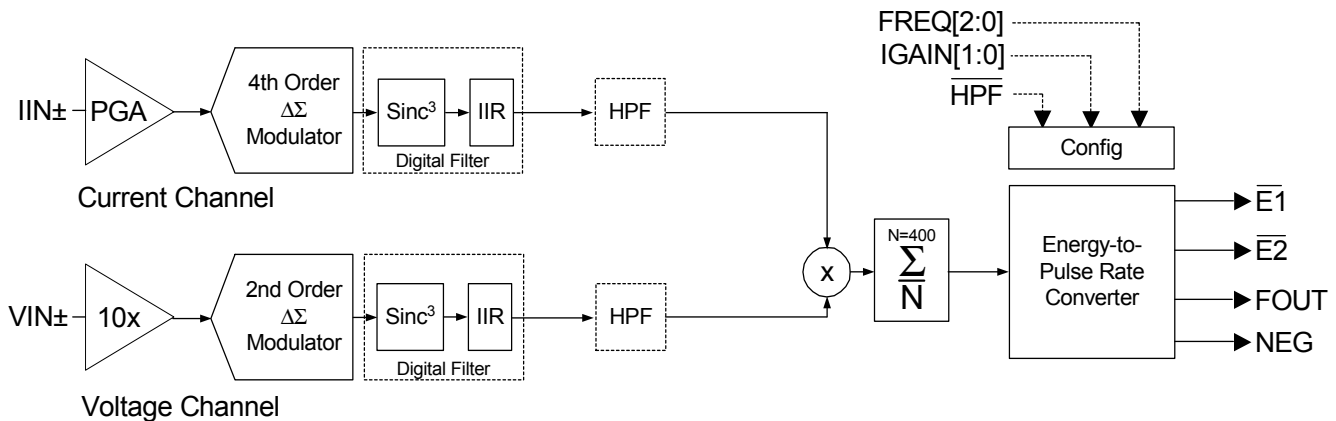 FREQ[2:0]
IGAIN[1:0]
HPF
Config
IIN±
PGA
4th Order
ΔΣ
Modulator
Sinc³
IIR
Digital Filter
HPF
Current Channel
VIN±
10x
2nd Order
ΔΣ
Modulator
Sinc³
IIR
Digital Filter
HPF
Voltage Channel
x
N=400
Σ
N
Energy-to-
Pulse Rate
Converter
E1
E2
FOUT
NEG